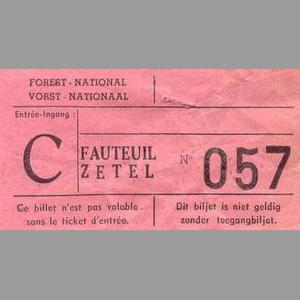 FOREST - NATIONAL
VORST - NATIONAAL
Entrée-Ingang :
C
FAUTEUIL
ZETEL
N° 057
Ce billet n'est pas valable
sans le ticket d'entrée.
Dit biljet is niet geldig
zonder toegangbiljet.